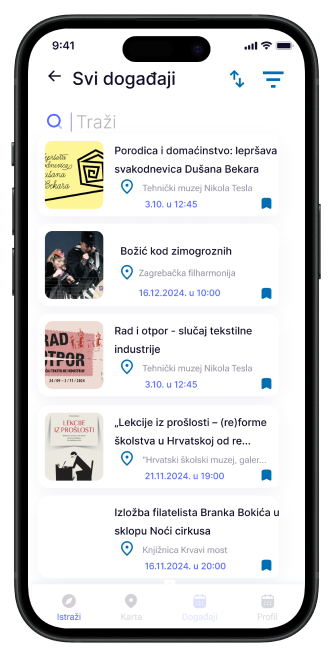 9:41
Svi događaji
Traži
lepršava
svakodnevica
Dušana
Bekara
Porodica i domaćinstvo: lepršava
svakodnevica Dušana Bekara
Tehnički muzej Nikola Tesla
3.10. u 12:45
Božić kod zimogroznih
Zagrebačka filharmonija
16.12.2024. u 10:00
RAD
OTPOR
24 / 09 – 3 / 11 / 2024
Rad i otpor - slučaj tekstilne
industrije
Tehnički muzej Nikola Tesla
3.10. u 12:45
LEKCIJE
IZ PROŠLOSTI
„Lekcije iz prošlosti – (re)forme
školstva u Hrvatskoj od re...
"Hrvatski školski muzej, galer...
21.11.2024. u 19:00
Izložba filatelista Branka Bokića u
sklopu Noći cirkusa
Knjižnica Krvavi most
16.11.2024. u 20:00
Istraži
Karta
Događaji
Profil